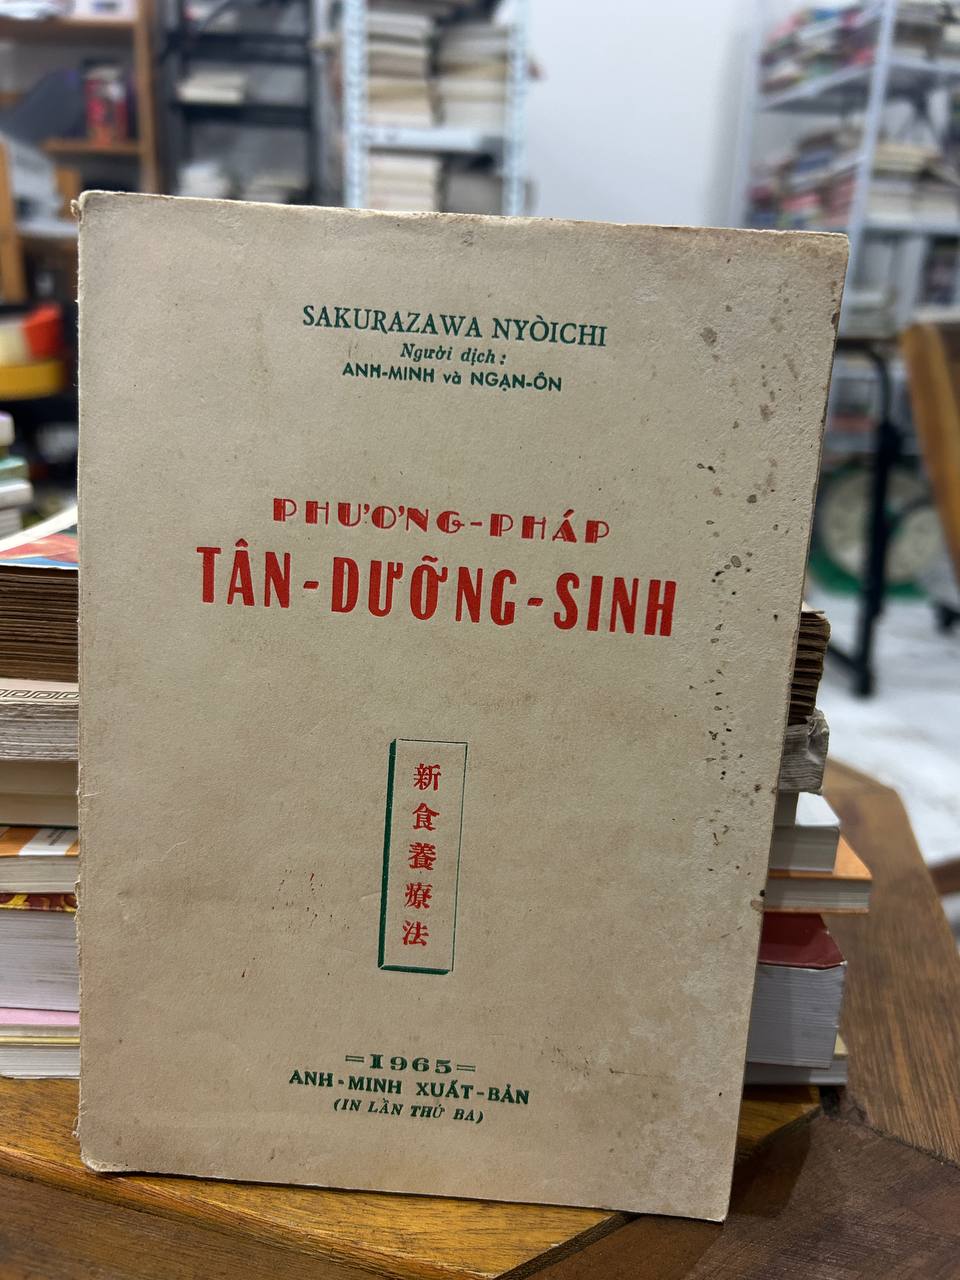 SAKURAZAWA NYÒICHI
Người dịch :
ANH-MINH và NGẠN-ÔN
PHƯƠNG-PHÁP
TÂN-DƯỠNG-SINH
新食養療法
=1965=
ANH-MINH XUẤT-BẢN
(IN LẦN THỨ BA)